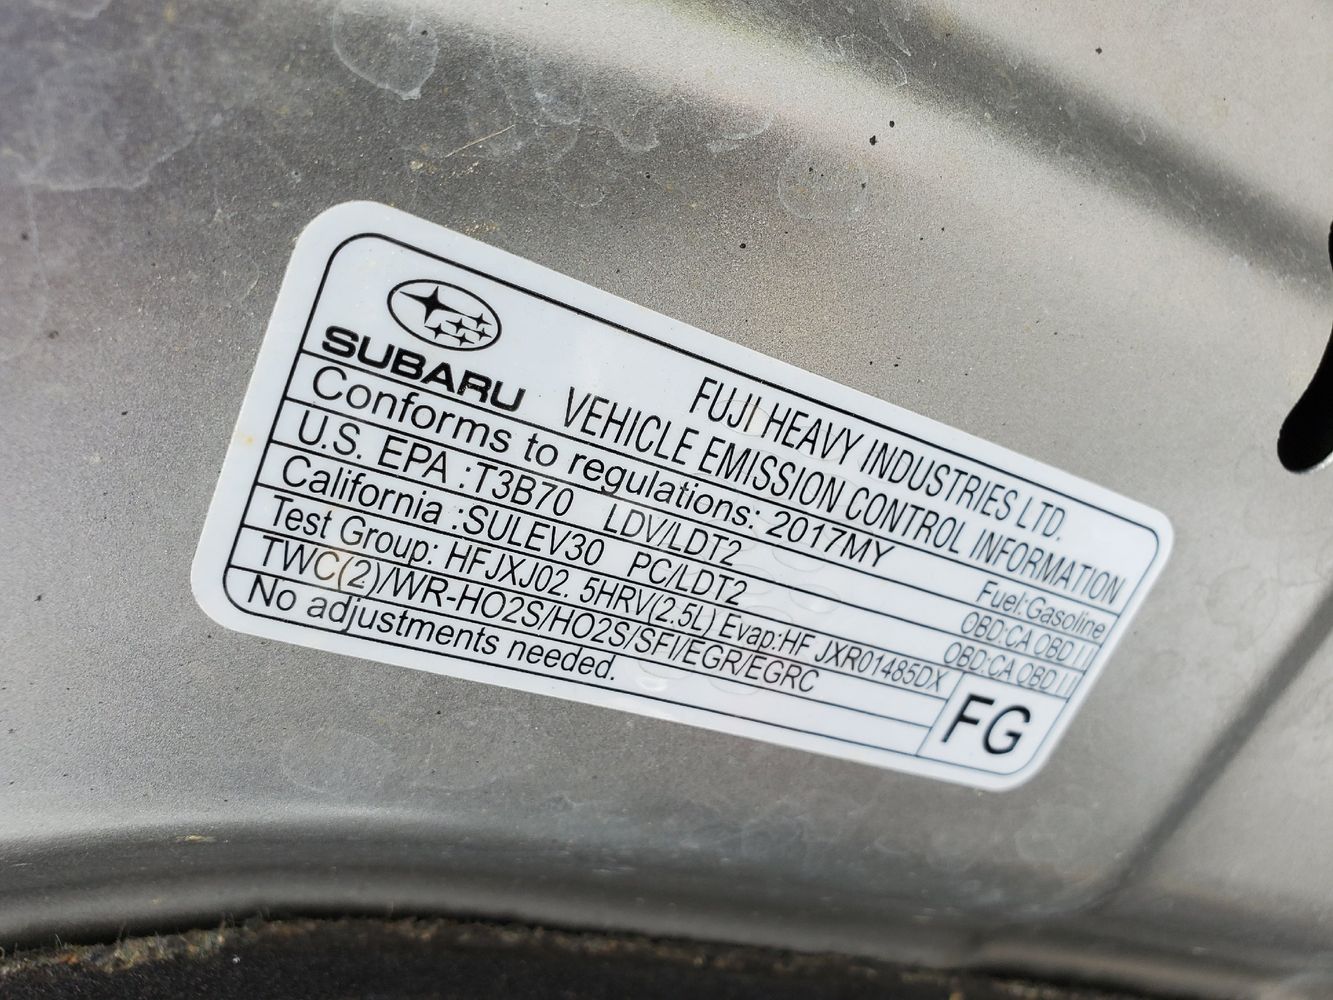 SUBARU
FUJI HEAVY INDUSTRIES LTD.
VEHICLE EMISSION CONTROL INFORMATION
Conforms to regulations: 2017MY Fuel:Gasoline
U.S. EPA :T3B70 LDV/LDT2 OBD:CA OBD II
California :SULEV30 PC/LDT2 OBD:CA OBD II
Test Group: HFJXJ02. 5HRV(2.5L) Evap:HF JXR01485DX
TWC(2)/WR-HO2S/HO2S/SFI/EGR/EGRC
No adjustments needed.
FG